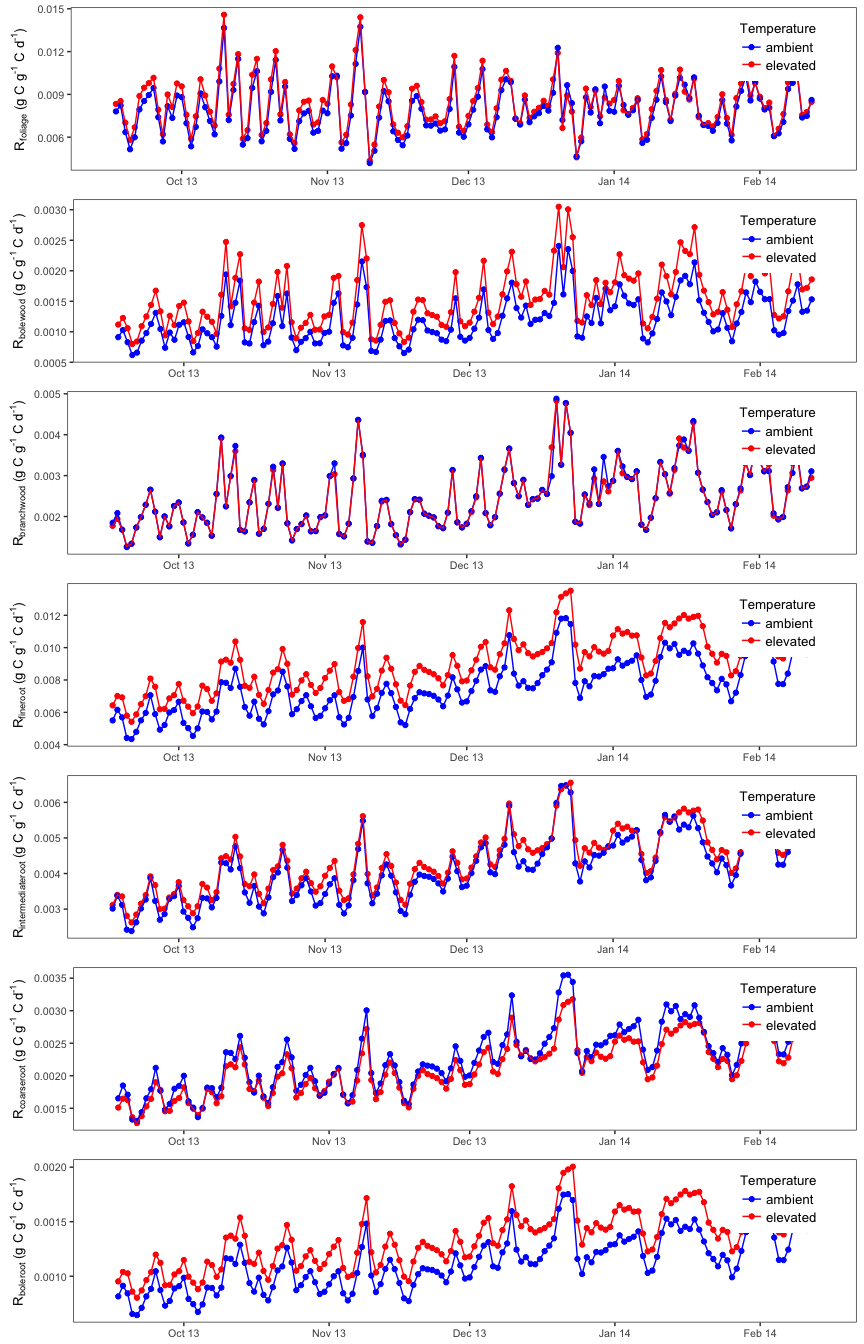 0.015
0.012
0.009
0.006
Rfoliage (g C g-1 C d-1)
Temperature
ambient
elevated
Oct 13 Nov 13 Dec 13 Jan 14 Feb 14
0.0030
0.0025
0.0020
0.0015
0.0010
0.0005
Rbolewood (g C g-1 C d-1)
Temperature
ambient
elevated
Oct 13 Nov 13 Dec 13 Jan 14 Feb 14
0.005
0.004
0.003
0.002
Rbranchwood (g C g-1 C d-1)
Temperature
ambient
elevated
Oct 13 Nov 13 Dec 13 Jan 14 Feb 14
0.012
0.010
0.008
0.006
0.004
Rfineroot (g C g-1 C d-1)
Temperature
ambient
elevated
Oct 13 Nov 13 Dec 13 Jan 14 Feb 14
0.006
0.005
0.004
0.003
Rintermediateroot (g C g-1 C d-1)
Temperature
ambient
elevated
Oct 13 Nov 13 Dec 13 Jan 14 Feb 14
0.0035
0.0030
0.0025
0.0020
0.0015
Rcoarseroot (g C g-1 C d-1)
Temperature
ambient
elevated
Oct 13 Nov 13 Dec 13 Jan 14 Feb 14
0.0020
0.0015
0.0010
Rboleroot (g C g-1 C d-1)
Temperature
ambient
elevated
Oct 13 Nov 13 Dec 13 Jan 14 Feb 14